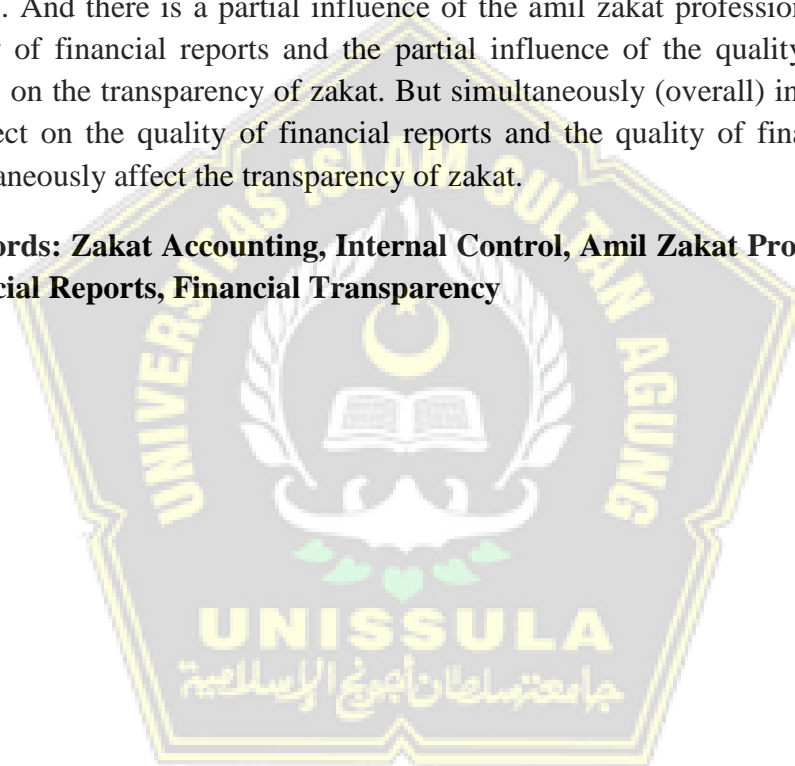 . And there is a partial influence of the amil zakat profession
y of financial reports and the partial influence of the quality
on the transparency of zakat. But simultaneously (overall) in
ect on the quality of financial reports and the quality of fina
aneously affect the transparency of zakat.
ords: Zakat Accounting, Internal Control, Amil Zakat Pro
cial Reports, Financial Transparency
UNIVERSITAS ISLAM SULTAN AGUNG
UNISSULA
جامعنسلطان أجونج الإسلامية